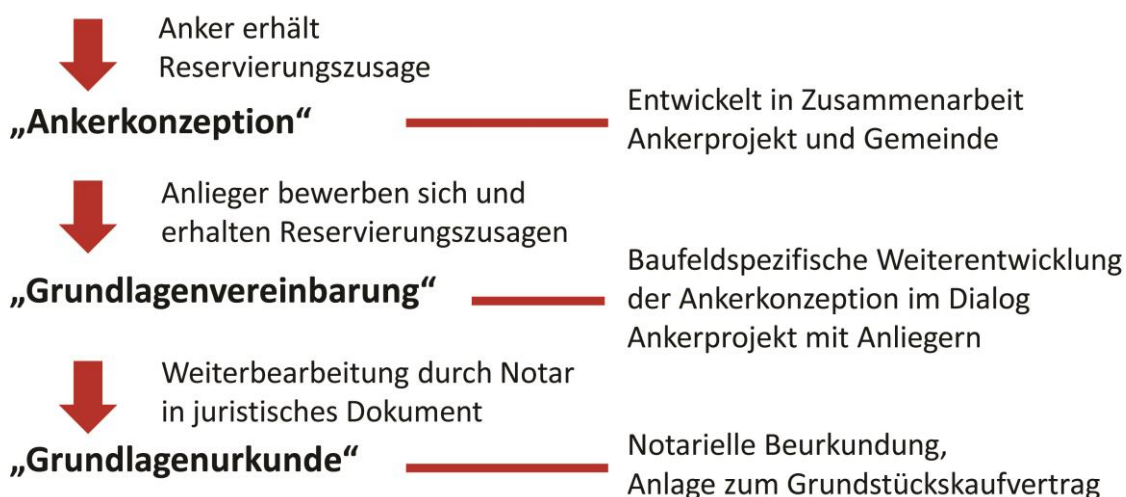 Anker erhält
Reservierungszusage
„Ankerkonzeption“
Entwickelt in Zusammenarbeit
Ankerprojekt und Gemeinde
Anlieger bewerben sich und
erhalten Reservierungszusagen
„Grundlagenvereinbarung“
Baufeldspezifische Weiterentwicklung
der Ankerkonzeption im Dialog
Ankerprojekt mit Anliegern
Weiterbearbeitung durch Notar
in juristisches Dokument
„Grundlagenurkunde“
Notarielle Beurkundung,
Anlage zum Grundstückskaufvertrag